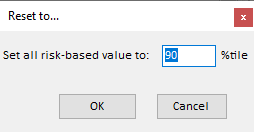 Reset to...
x
Set all risk-based value to: 90 %tile
OK Cancel